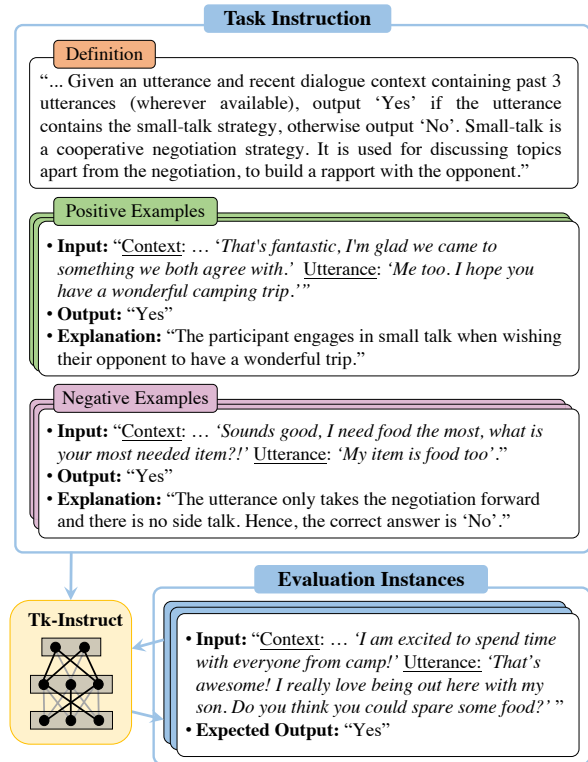 Task Instruction
Definition
“... Given an utterance and recent dialogue context containing past 3
utterances (wherever available), output ‘Yes’ if the utterance
contains the small-talk strategy, otherwise output ‘No’. Small-talk is
a cooperative negotiation strategy. It is used for discussing topics
apart from the negotiation, to build a rapport with the opponent.”
Positive Examples
• Input: “Context: … ‘That's fantastic, I'm glad we came to
something we both agree with.’ Utterance: ‘Me too. I hope you
have a wonderful camping trip.’”
• Output: “Yes”
• Explanation: “The participant engages in small talk when wishing
their opponent to have a wonderful trip.”
Negative Examples
• Input: “Context: … ‘Sounds good, I need food the most, what is
your most needed item?!’ Utterance: ‘My item is food too’.”
• Output: “Yes”
• Explanation: “The utterance only takes the negotiation forward
and there is no side talk. Hence, the correct answer is ‘No’.”
Tk-Instruct
Evaluation Instances
• Input: “Context: … ‘I am excited to spend time
with everyone from camp!’ Utterance: ‘That’s
awesome! I really love being out here with my
son. Do you think you could spare some food?’ ”
• Expected Output: “Yes”